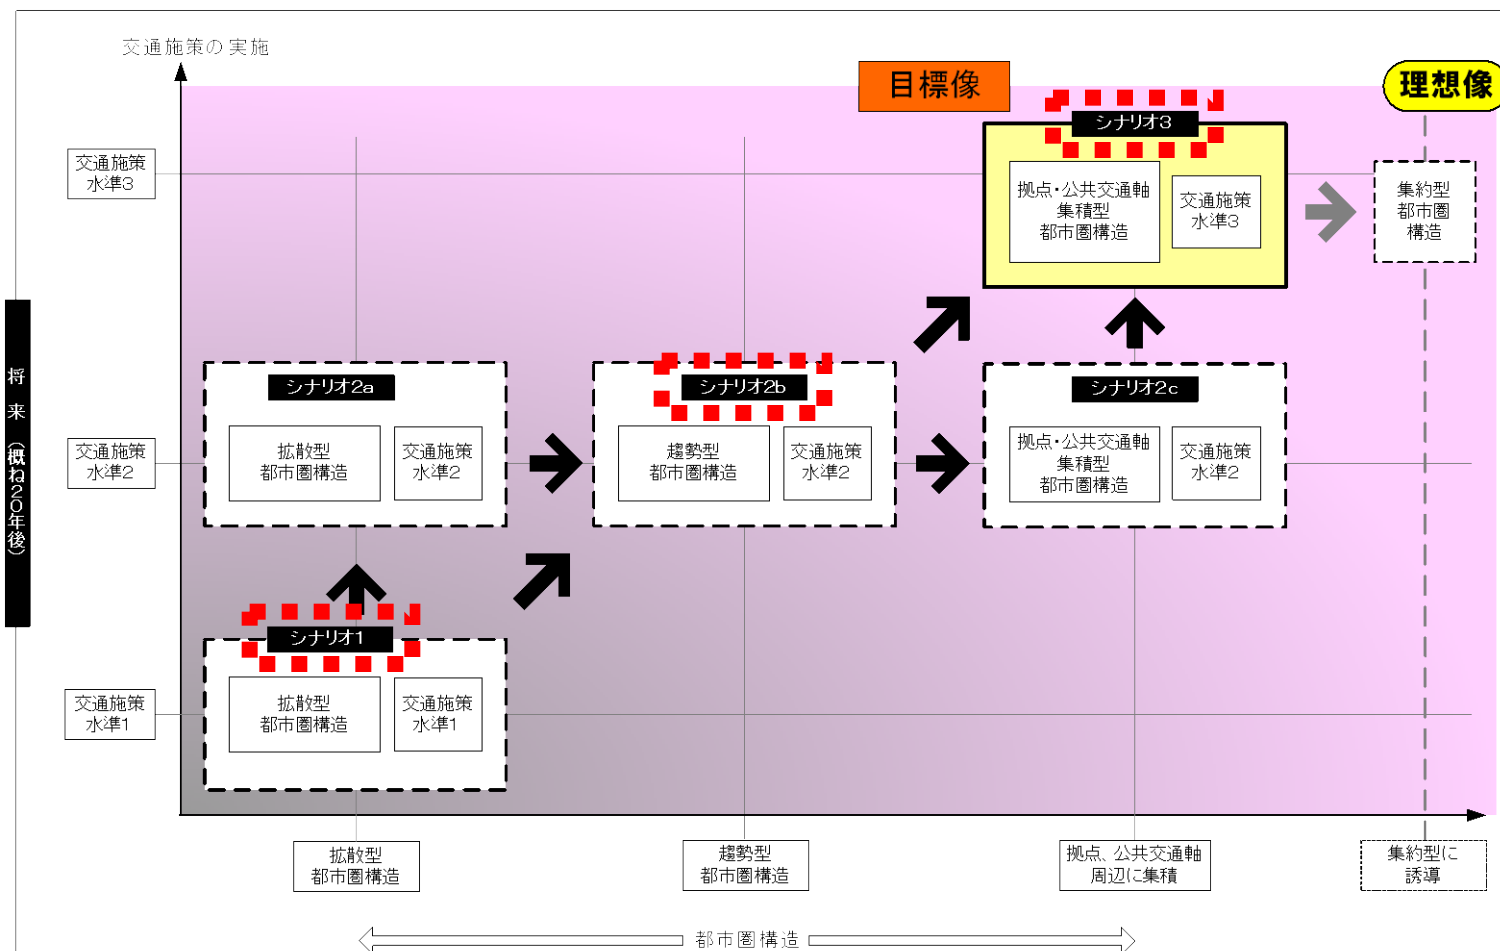 交通施策の実施
目標像
理想像
シナリオ3
交通施策
水準3
拠点・公共交通軸
集積型
都市圏構造
交通施策
水準3
集約型
都市圏
構造
将来(概ね20年後)
シナリオ2a
シナリオ2b
シナリオ2c
交通施策
水準2
拡散型
都市圏構造
交通施策
水準2
趨勢型
都市圏構造
交通施策
水準2
拠点・公共交通軸
集積型
都市圏構造
交通施策
水準2
シナリオ1
交通施策
水準1
拡散型
都市圏構造
交通施策
水準1
拡散型
都市圏構造
趨勢型
都市圏構造
拠点、公共交通軸
周辺に集積
集約型に
誘導
都市圏構造